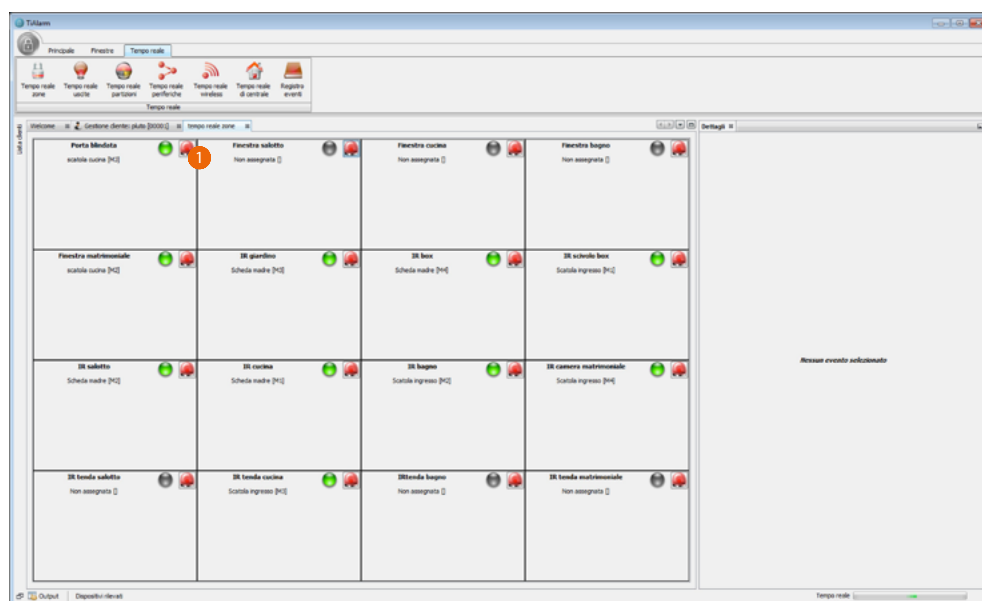 TiAlarm
Principale Finestre Tempo reale
Tempo reale zone
Tempo reale uscite
Tempo reale partizioni
Tempo reale periferiche
Tempo reale wireless
Tempo reale di centrale
Registro eventi
Tempo reale
Lista clienti
Welcome
Gestione cliente: pluto [00001]
tempo reale zone
Dettagli
Porta blindata
scatola cucina [M3]
1
Finestra salotto
Non assegnata []
Finestra cucina
Non assegnata []
Finestra bagno
Non assegnata []
Finestra matrimoniale
scatola cucina [M2]
IR giardino
Scheda madre [M3]
IR box
Scheda madre [M4]
IR scivolo box
Scatola ingresso [M1]
IR salotto
Scheda madre [M2]
IR cucina
Scheda madre [M1]
IR bagno
Scatola ingresso [M2]
IR camera matrimoniale
Scatola ingresso [M4]
Nessun evento selezionato
IR tenda salotto
Non assegnata []
IR tenda cucina
Scatola ingresso [M3]
IRtenda bagno
Non assegnata []
IR tenda matrimoniale
Non assegnata []
Output
Dispositivi rilevati
Tempo reale